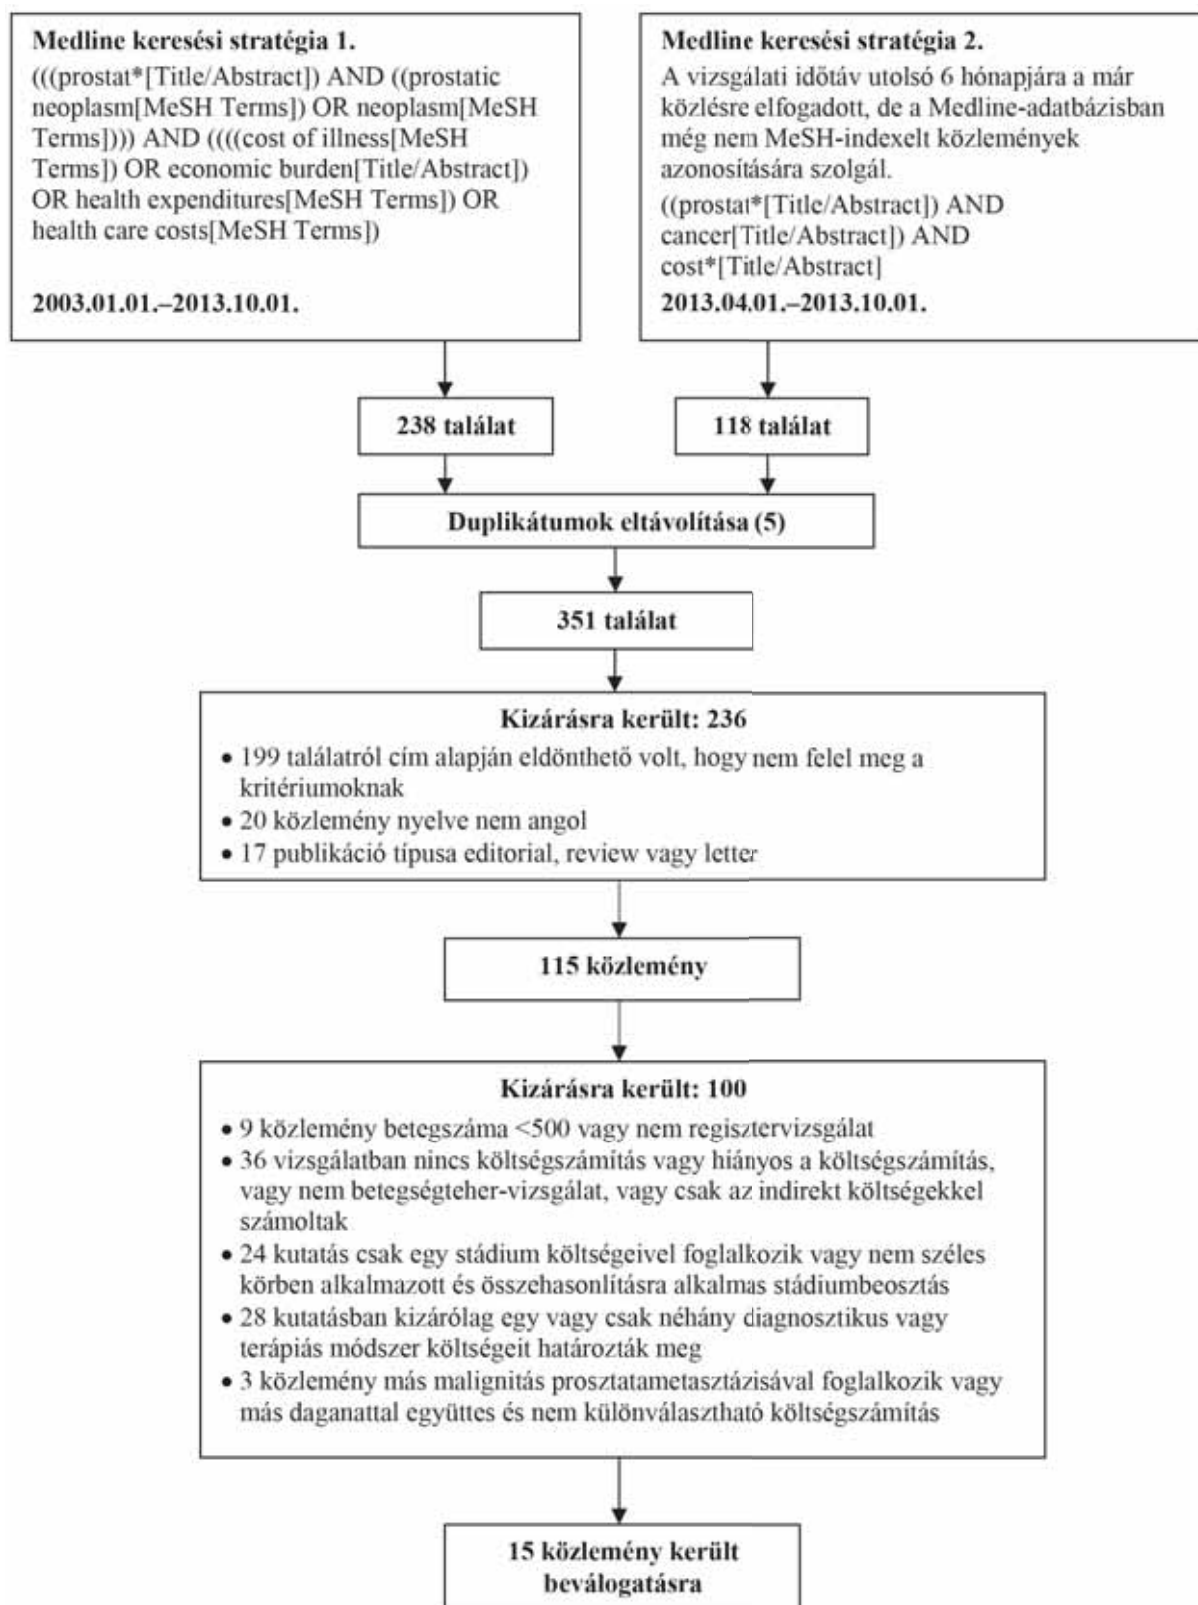 Medline keresési stratégia 1.
(((prostat*[Title/Abstract]) AND ((prostatic
neoplasm[MeSH Terms]) OR neoplasm[MeSH
Terms]))) AND ((((cost of illness[MeSH
Terms]) OR economic burden[Title/Abstract])
OR health expenditures[MeSH Terms]) OR
health care costs[MeSH Terms])
2003.01.01.–2013.10.01.
Medline keresési stratégia 2.
A vizsgálati időtáv utolsó 6 hónapjára a már
közlésre elfogadott, de a Medline-adatbázisban
még nem MeSH-indexelt közlemények
azonosítására szolgál.
((prostat*[Title/Abstract]) AND
cancer[Title/Abstract]) AND
cost*[Title/Abstract]
2013.04.01.–2013.10.01.
238 találat
118 találat
Duplikátumok eltávolítása (5)
351 találat
Kizárásra került: 236
• 199 találatról cím alapján eldönthető volt, hogy nem felel meg a
kritériumoknak
• 20 közlemény nyelve nem angol
• 17 publikáció típusa editorial, review vagy letter
115 közlemény
Kizárásra került: 100
• 9 közlemény betegszáma <500 vagy nem regisztervizsgálat
• 36 vizsgálatban nincs költségszámítás vagy hiányos a költségszámítás,
vagy nem betegségteher-vizsgálat, vagy csak az indirekt költségekkel
számoltak
• 24 kutatás csak egy stádium költségeivel foglalkozik vagy nem széles
körben alkalmazott és összehasonlításra alkalmas stádiumbeosztás
• 28 kutatásban kizárólag egy vagy csak néhány diagnosztikus vagy
terápiás módszer költségeit határozták meg
• 3 közlemény más malignitás prosztatametasztázisával foglalkozik vagy
más daganattal együttes és nem különválasztható költségszámítás
15 közlemény került
beválogatásra